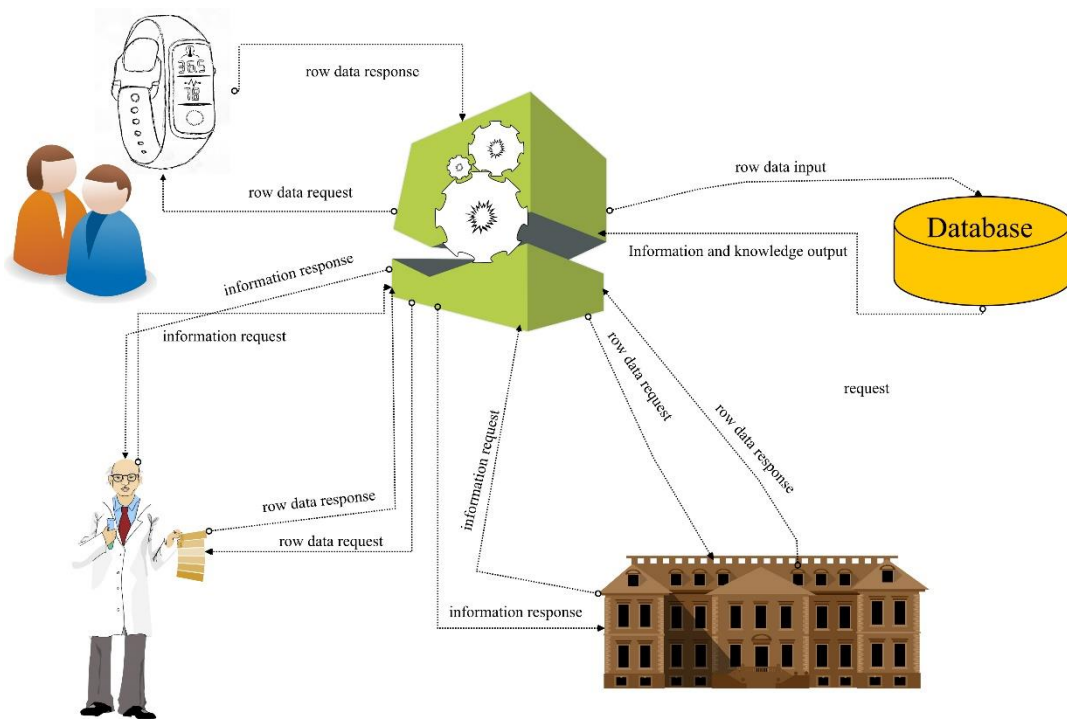 36.5
row data response
row data request
row data input
Database
Information and knowledge output
information response
information request
row data request
row data response
request
information request
row data response
row data request
information response